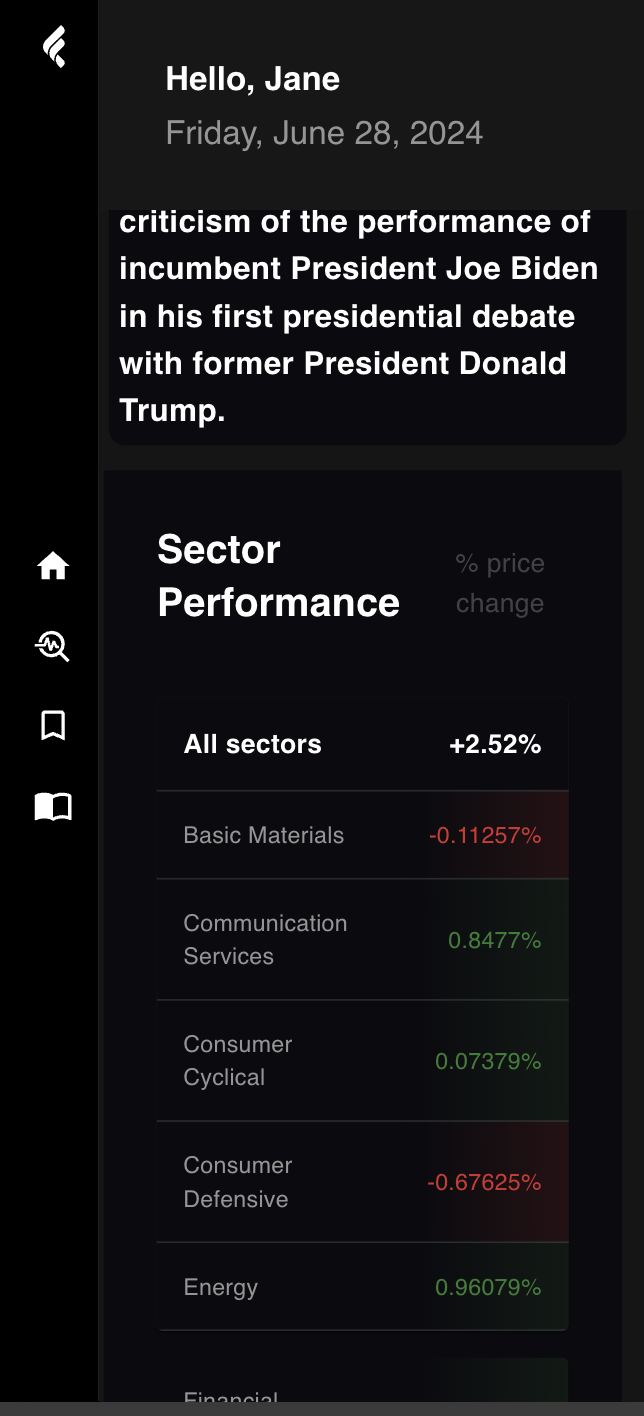 Hello, Jane
Friday, June 28, 2024
criticism of the performance of
incumbent President Joe Biden
in his first presidential debate
with former President Donald
Trump.
Sector
Performance
% price
change
All sectors +2.52%
Basic Materials -0.11257%
Communication
Services
0.8477%
Consumer
Cyclical
0.07379%
Consumer
Defensive
-0.67625%
Energy 0.96079%
Financial